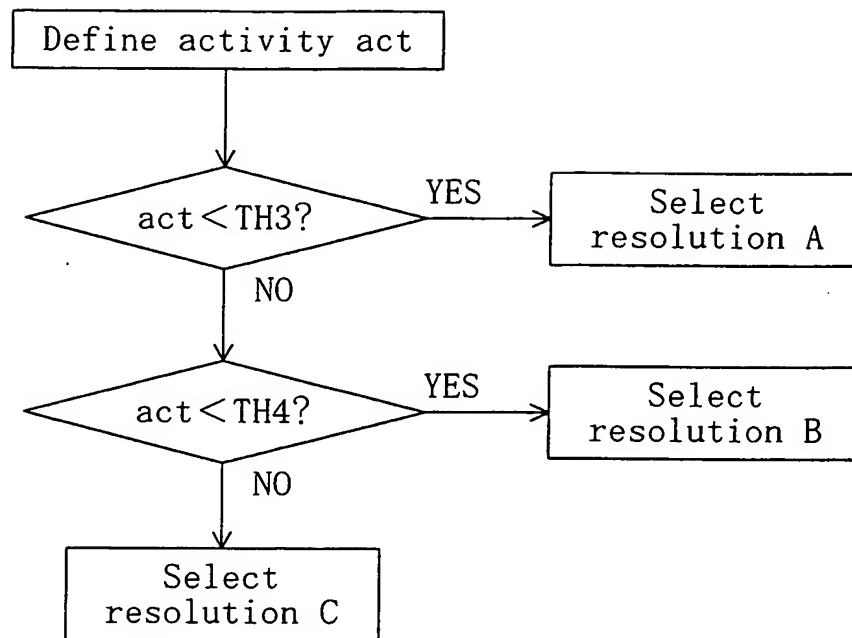 Define activity act
act<TH3?
YES
Select
resolution A
NO
act<TH4?
YES
Select
resolution B
NO
Select
resolution C